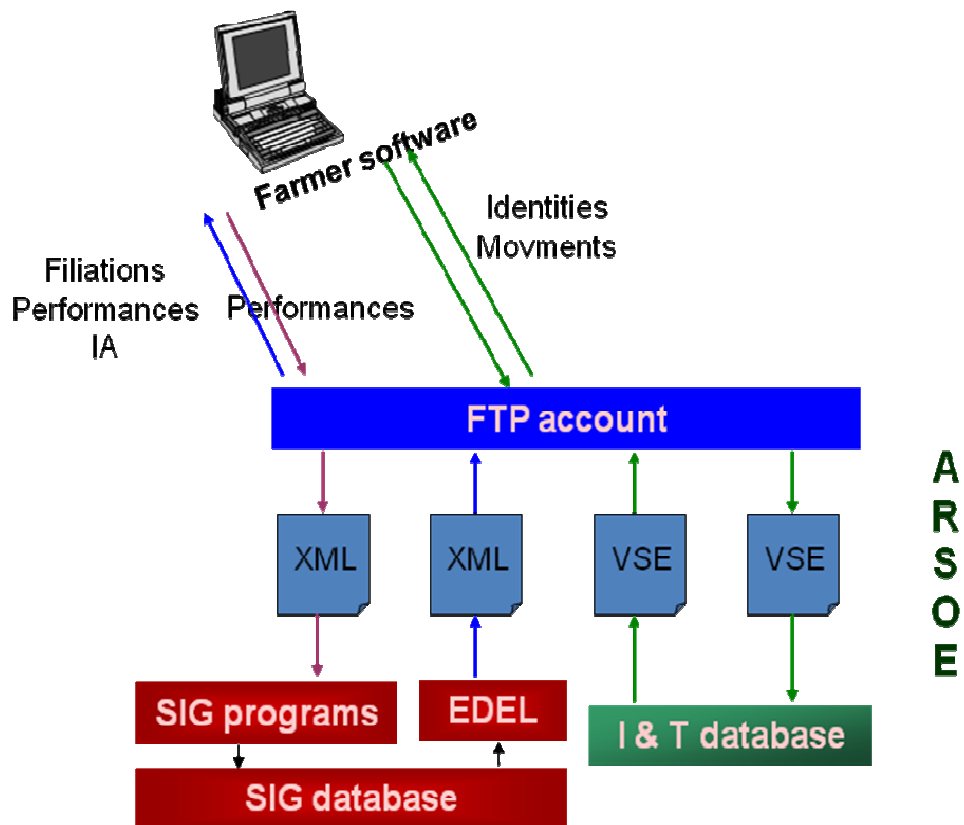 Farmer software
Identities
Movments
Filiations
Performances
IA
Performances
FTP account
XML
XML
VSE
VSE
A
R
S
O
E
SIG programs
EDEL
I & T database
SIG database